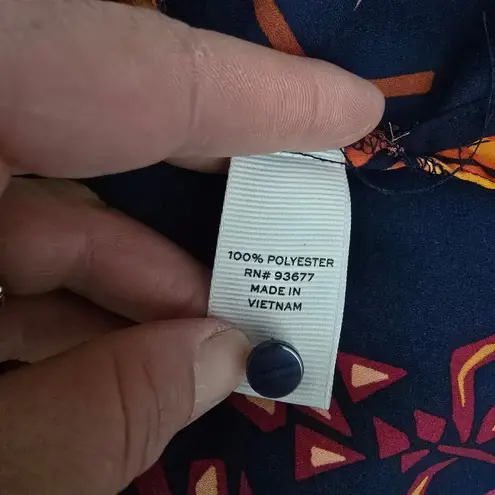 100% POLYESTER
RN# 93677
MADE IN
VIETNAM